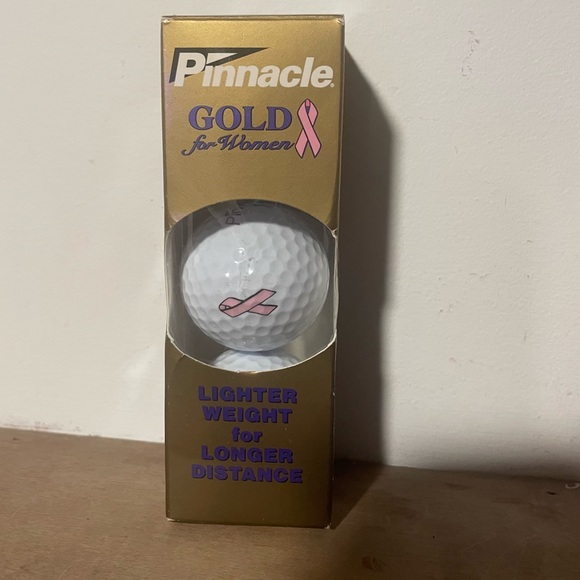 Pinnacle®
GOLD
for Women
LIGHTER
WEIGHT
for
LONGER
DISTANCE